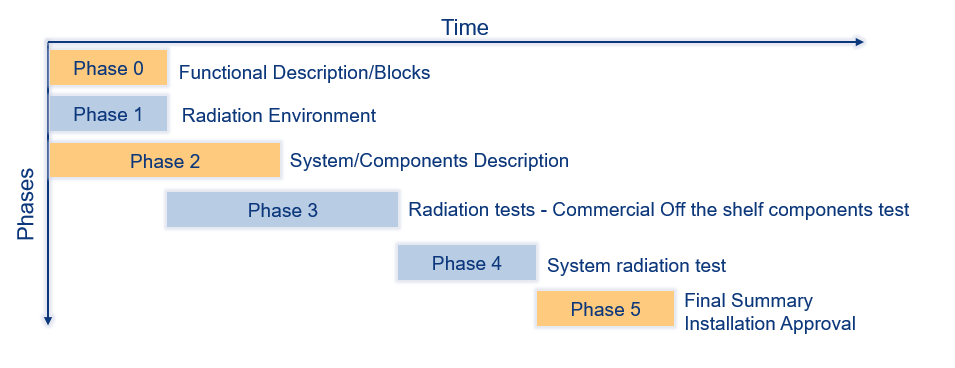 Time
Phase 0
Functional Description/Blocks
Phase 1
Radiation Environment
Phase 2
System/Components Description
Phases
Phase 3
Radiation tests - Commercial Off the shelf components test
Phase 4
System radiation test
Phase 5
Final Summary
Installation Approval